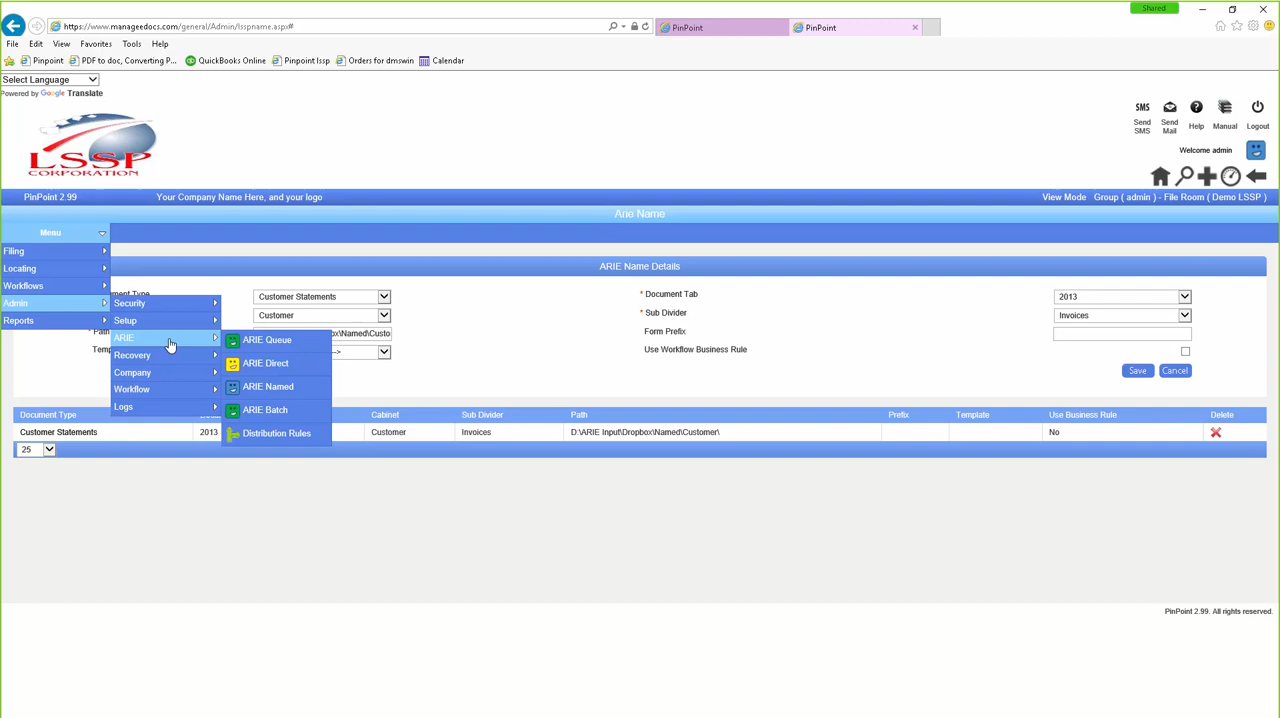 Shared
https://www.managedocs.com/general/Admin/lsspname.aspx#
PinPoint
PinPoint
File Edit View Favorites Tools Help
Pinpoint PDF to doc, Converting P... QuickBooks Online Pinpoint lssp Orders for dmswin Calendar
Select Language
Powered by Google Translate
LSSP
CORPORATION
SMS
Send SMS
Send Mail
Help
Manual
Logout
Welcome admin
PinPoint 2.99 Your Company Name Here, and your logo View Mode Group ( admin ) - File Room ( Demo LSSP )
Arie Name
Menu
Filing
Locating
Workflows
Admin
Reports
Security
Setup
ARIE
Recovery
Company
Workflow
Logs
ARIE Queue
ARIE Direct
ARIE Named
ARIE Batch
Distribution Rules
ARIE Name Details
Customer Statements * Document Tab 2013
Customer * Sub Divider Invoices
* Path Form Prefix
Use Workflow Business Rule
Save Cancel
Document Type Cabinet Sub Divider Path Prefix Template Use Business Rule Delete
Customer Statements 2013 Customer Invoices D:\ARIE Input\Dropbox\Named\Customer\ No
25
PinPoint 2.99. All rights reserved.